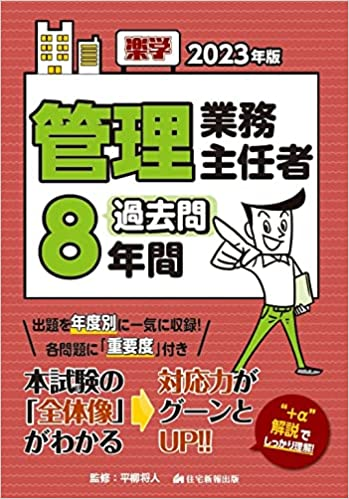 楽学
2023年版
管理業務主任者
過去問
8年間
出題を年度別に一気に収録!
各問題に「重要度」付き
本試験の
「全体像」
がわかる
対応力が
グーンと
UP!!
“+α”
解説で
しっかり理解!
監修:平柳将人
住宅新報出版